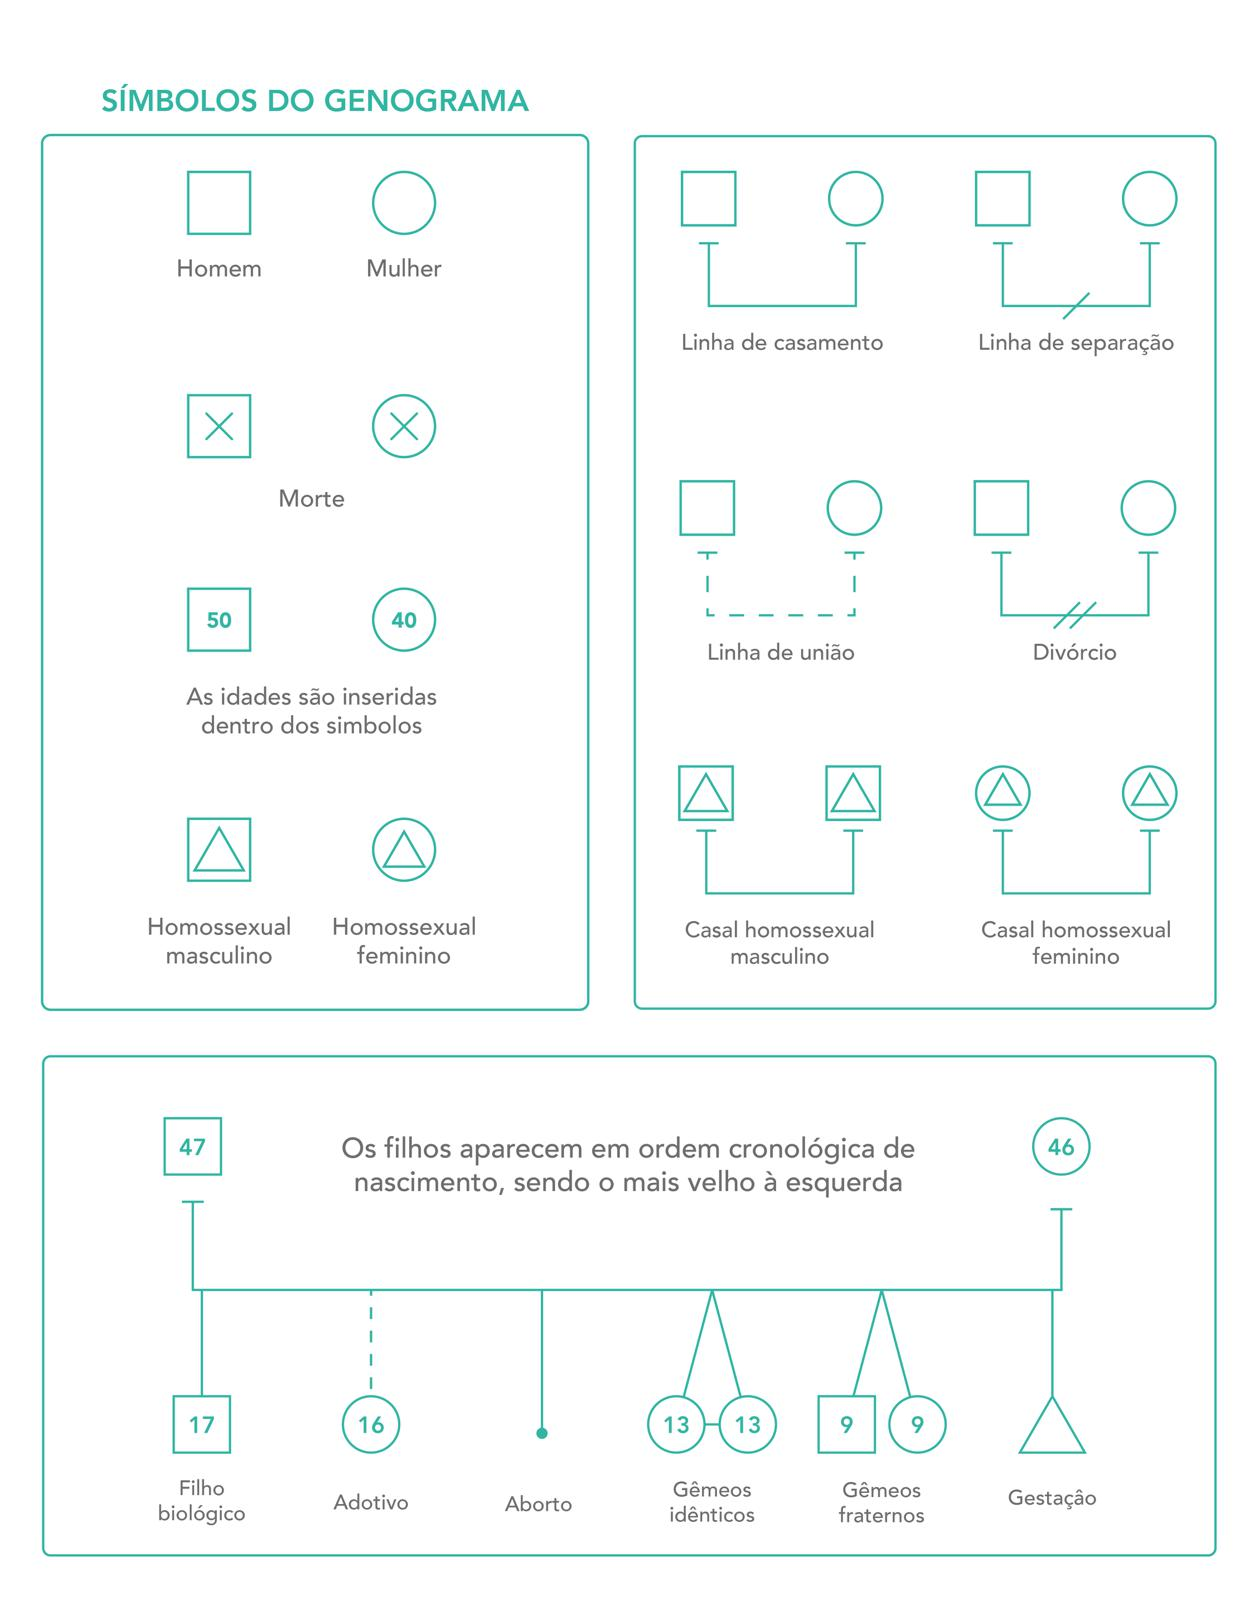 SÍMBOLOS DO GENOGRAMA
Homem Mulher
Morte
50 40
As idades são inseridas
dentro dos simbolos
Homossexual
masculino
Homossexual
feminino
Linha de casamento Linha de separação
Linha de união Divórcio
Casal homossexual
masculino
Casal homossexual
feminino
47
Os filhos aparecem em ordem cronológica de
nascimento, sendo o mais velho à esquerda
46
17 16 13 13 9 9
Filho
biológico
Adotivo
Aborto
Gêmeos
idênticos
Gêmeos
fraternos
Gestaçâo